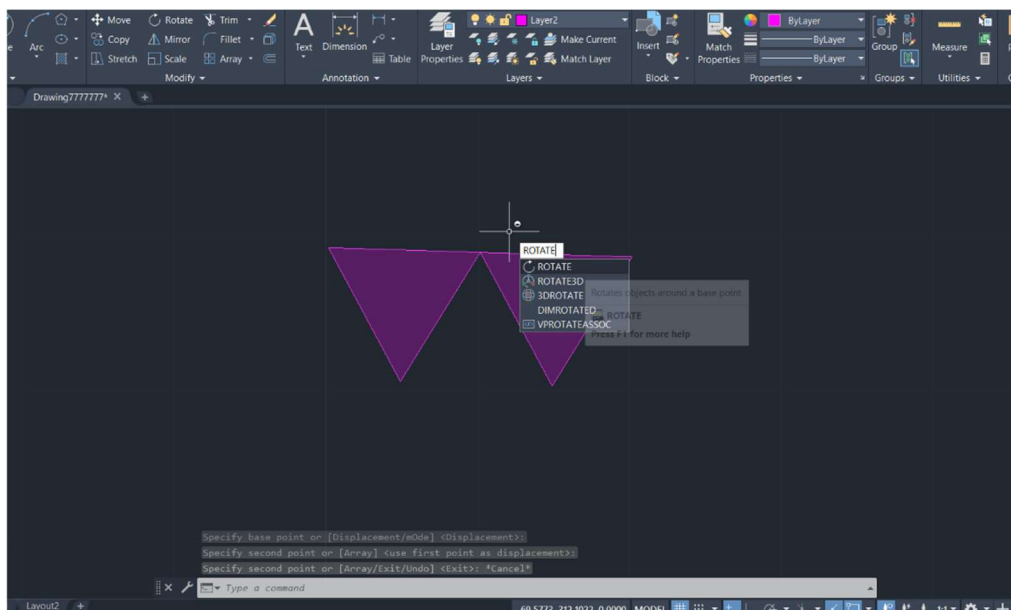 Move Rotate Trim Layer2 ByLayer
Arc Copy Mirror Fillet Text Dimension Layer Properties Make Current Insert Match Properties ByLayer Group Measure
Stretch Scale Array Table Match Layer ByLayer
Modify Annotation Layers Block Properties Groups Utilities
Drawing7777777*
ROTATE
ROTATE
ROTATE3D
3DROTATE
DIMROTATED
VPROTATEASSOC
Rotates objects around a base point
ROTATE
Press F1 for more help
Specify base point or [Displacement/mOde] <Displacement>:
Specify second point or [Array] <use first point as displacement>:
Specify second point or [Array/Exit/Undo] <Exit>: *Cancel*
Type a command
Layout2 + MODEL